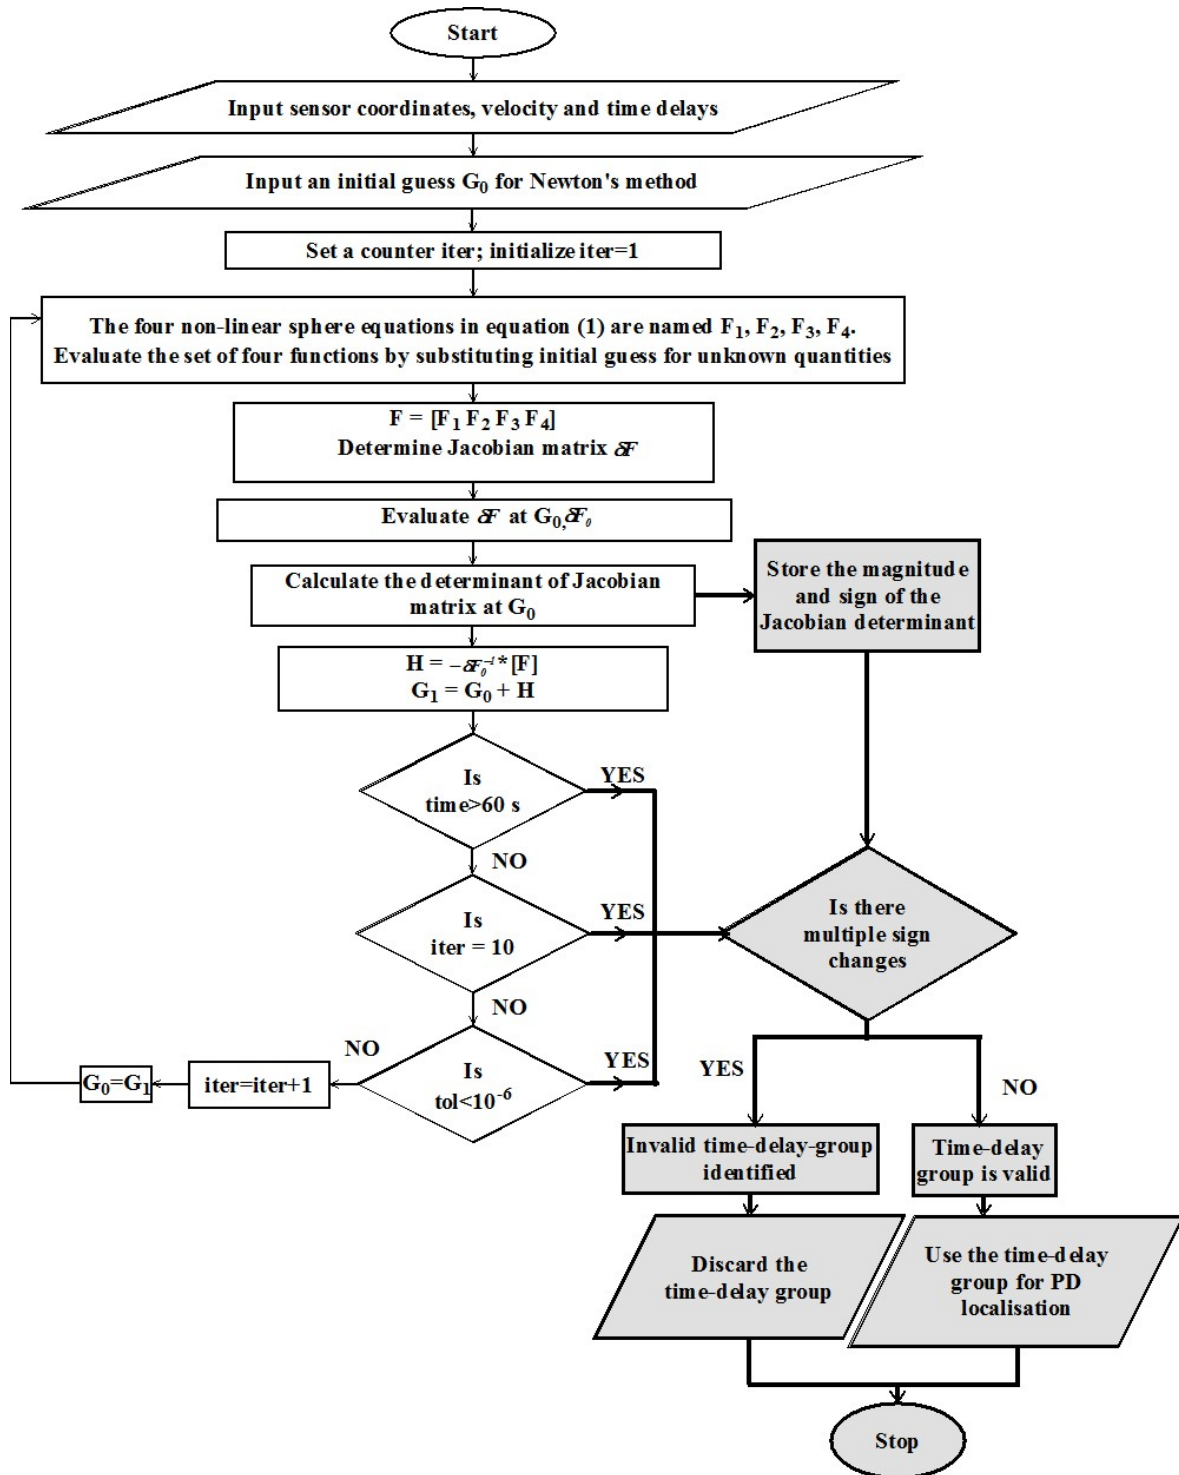 Start
Input sensor coordinates, velocity and time delays
Input an initial guess G₀ for Newton's method
Set a counter iter; initialize iter=1
The four non-linear sphere equations in equation (1) are named F₁, F₂, F₃, F₄.
Evaluate the set of four functions by substituting initial guess for unknown quantities
F = [F₁ F₂ F₃ F₄]
Determine Jacobian matrix ∂F
Evaluate ∂F at G₀, ∂F₀
Calculate the determinant of Jacobian
matrix at G₀
Store the magnitude
and sign of the
Jacobian determinant
H = −∂F₀⁻¹*[F]
G₁ = G₀ + H
Is
time>60 s
YES
NO
Is
iter = 10
YES
NO
Is
tol<10⁻⁶
YES
NO
iter=iter+1
G₀=G₁
Is there
multiple sign
changes
YES
NO
Invalid time-delay-group
identified
Time-delay
group is valid
Discard the
time-delay group
Use the time-delay
group for PD
localisation
Stop